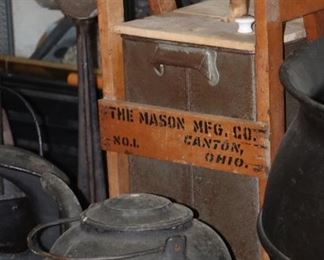 THE MASON MFG. CO.
NO.1. CANTON,
OHIO.